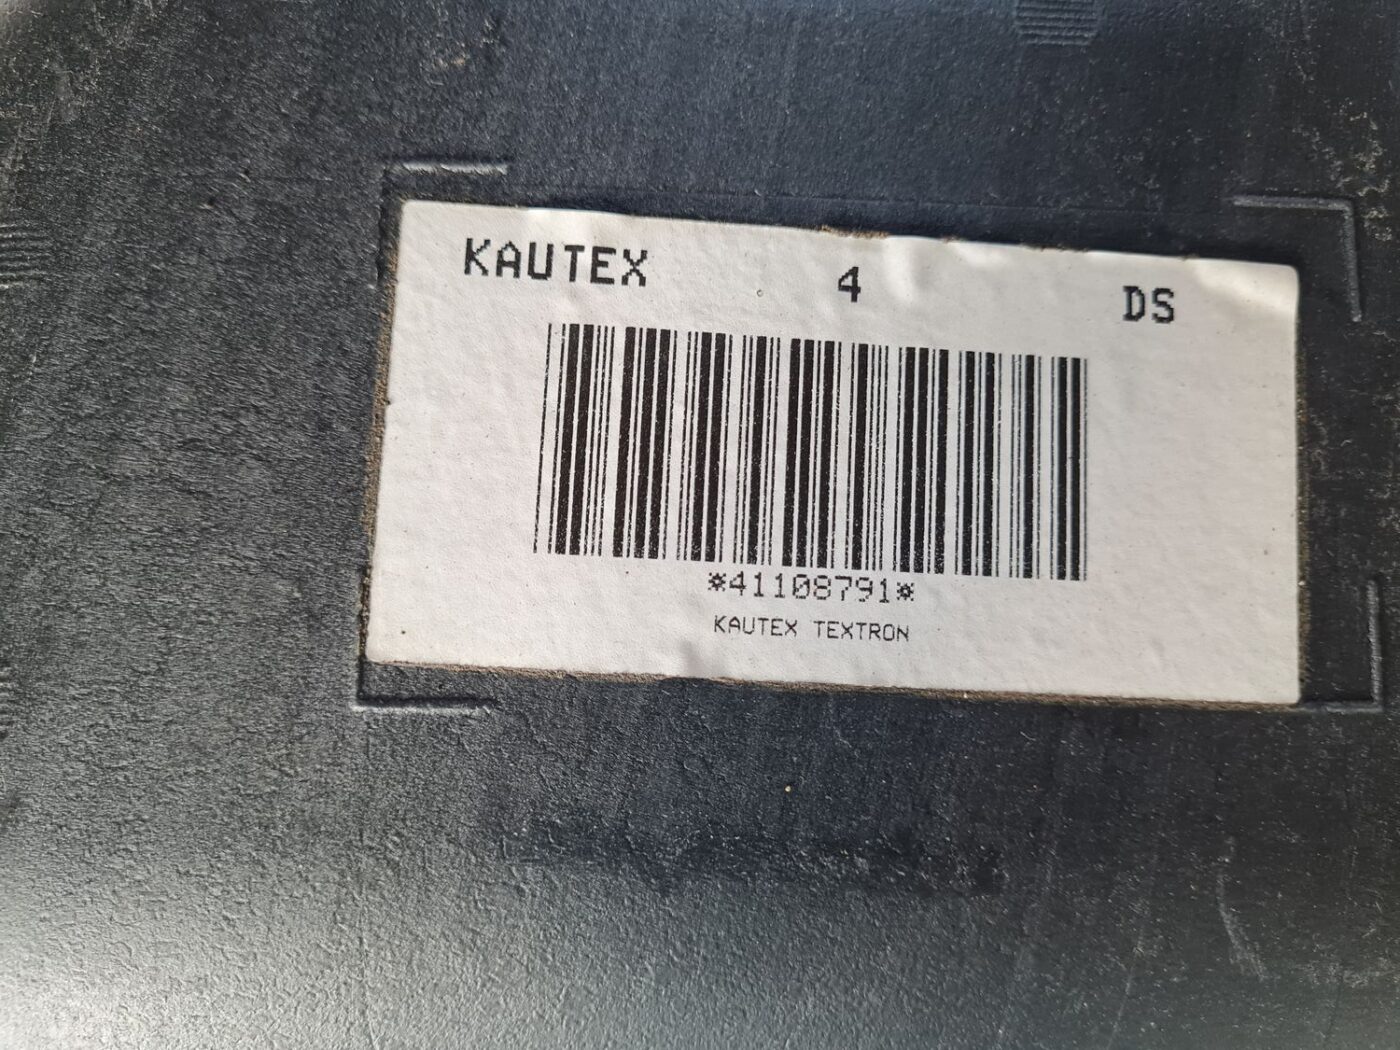 KAUTEX 4 DS
*41108791*
KAUTEX TEXTRON